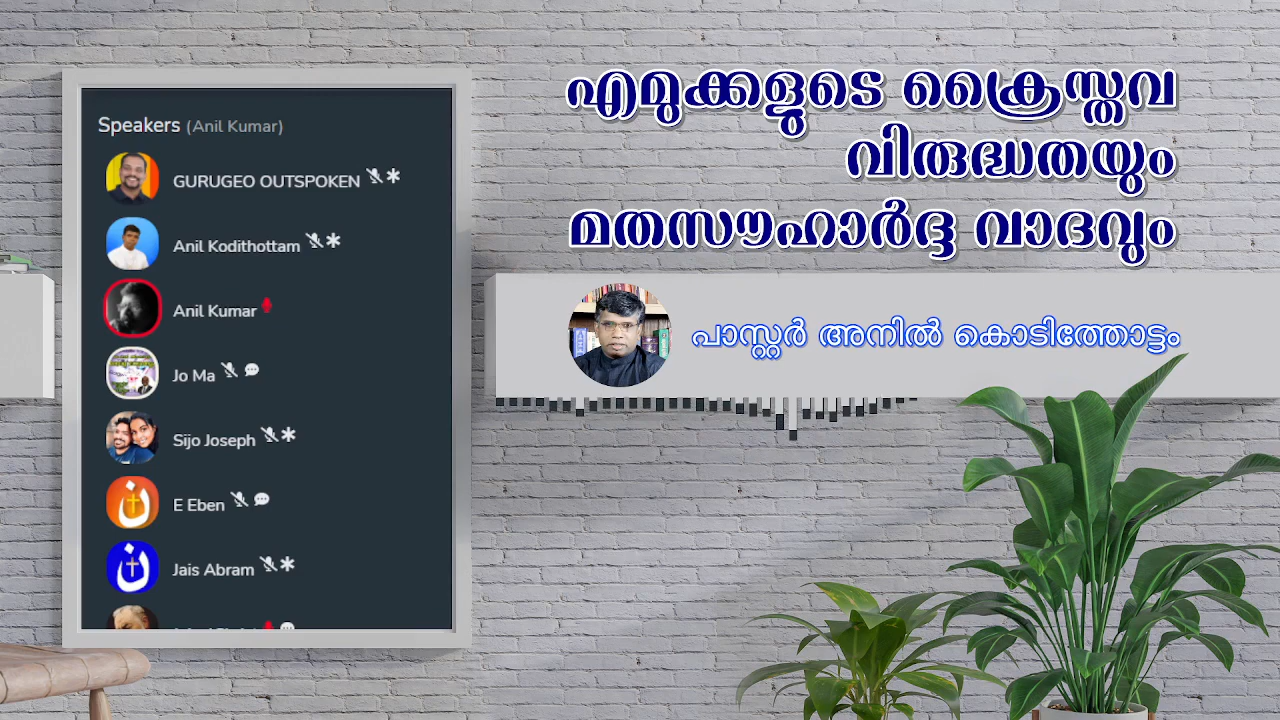 Speakers (Anil Kumar)
GURUGEO OUTSPOKEN
Anil Kodithottam
Anil Kumar
Jo Ma
Sijo Joseph
E Eben
Jais Abram
എമുക്കളുടെ ക്രൈസ്തവ
വിരുദ്ധതയും
മതസൗഹാർദ്ദ വാദവും
പാസ്റ്റർ അനിൽ കൊടിത്തോട്ടം